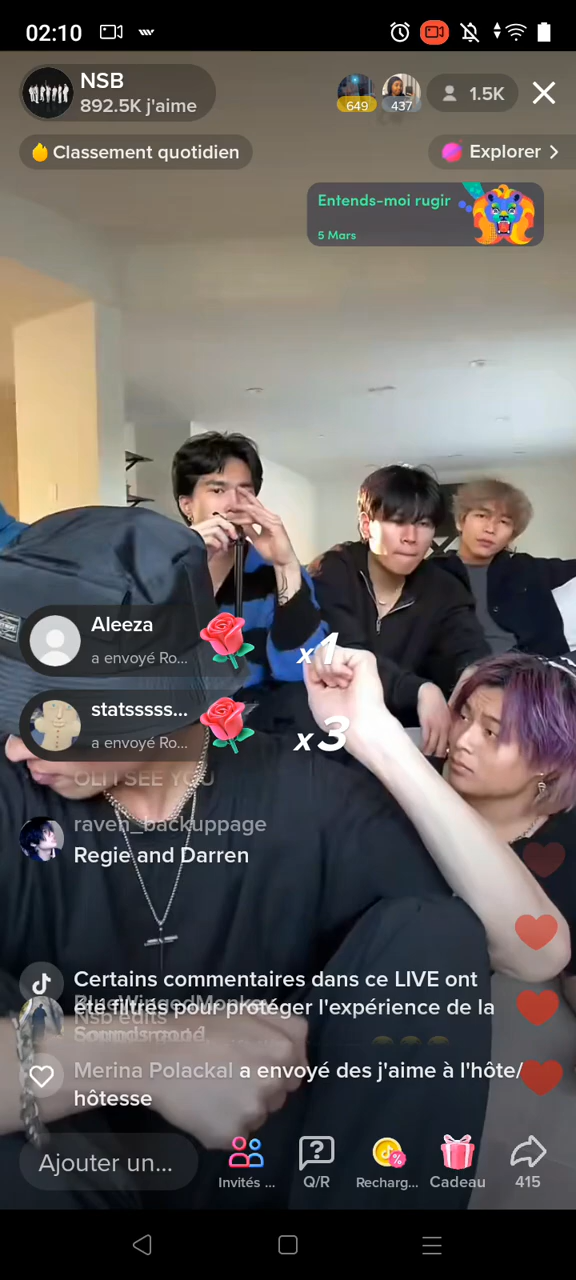 02:10
NSB
892.5K j'aime
649
437
1.5K
Classement quotidien
Explorer
Entends-moi rugir
5 Mars
Aleeza
a envoyé Ro...
x1
statsssss...
a envoyé Ro...
x3
OLI I SEE YOU
raven_backuppage
Regie and Darren
Certains commentaires dans ce LIVE ont
été filtrés pour protéger l'expérience de la
BlueWingedMonkey
Nsb edits
Merina Polackal a envoyé des j'aime à l'hôte/
hôtesse
Ajouter un...
Invités ...
Q/R
Recharg...
Cadeau
415